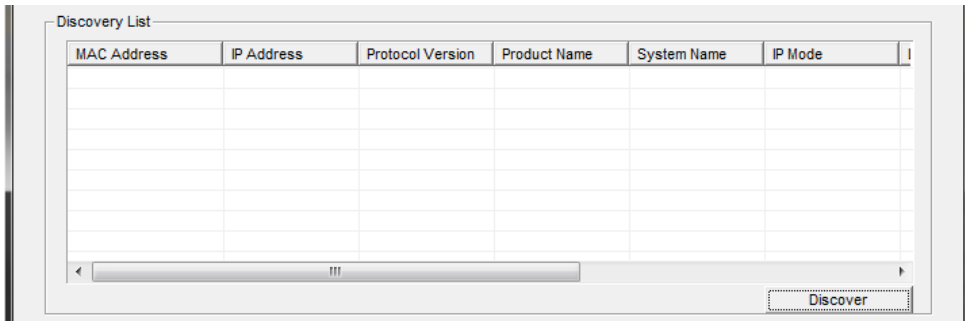 Discovery List
MAC Address IP Address Protocol Version Product Name System Name IP Mode
Discover